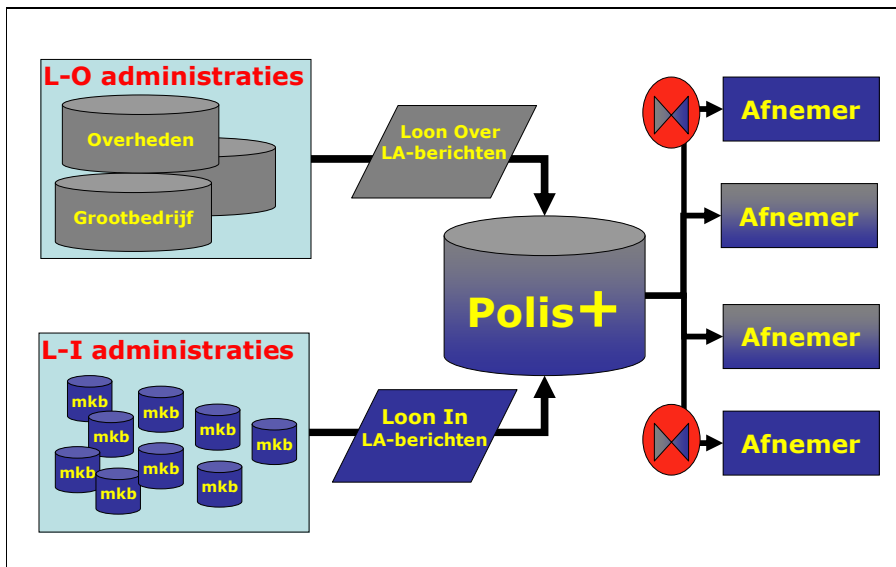 L-O administraties
Overheden
Grootbedrijf
Loon Over
LA-berichten
Polis+
L-I administraties
mkb
mkb
mkb
mkb
mkb
mkb
mkb
mkb
mkb
Loon In
LA-berichten
Afnemer
Afnemer
Afnemer
Afnemer